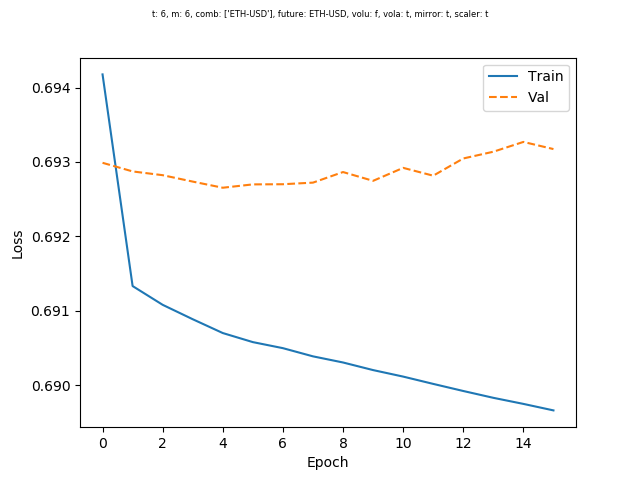 t: 6, m: 6, comb: ['ETH-USD'], future: ETH-USD, volu: f, vola: t, mirror: t, scaler: t
Train
Val
0.694
0.693
0.692
0.691
0.690
Loss
0 2 4 6 8 10 12 14
Epoch